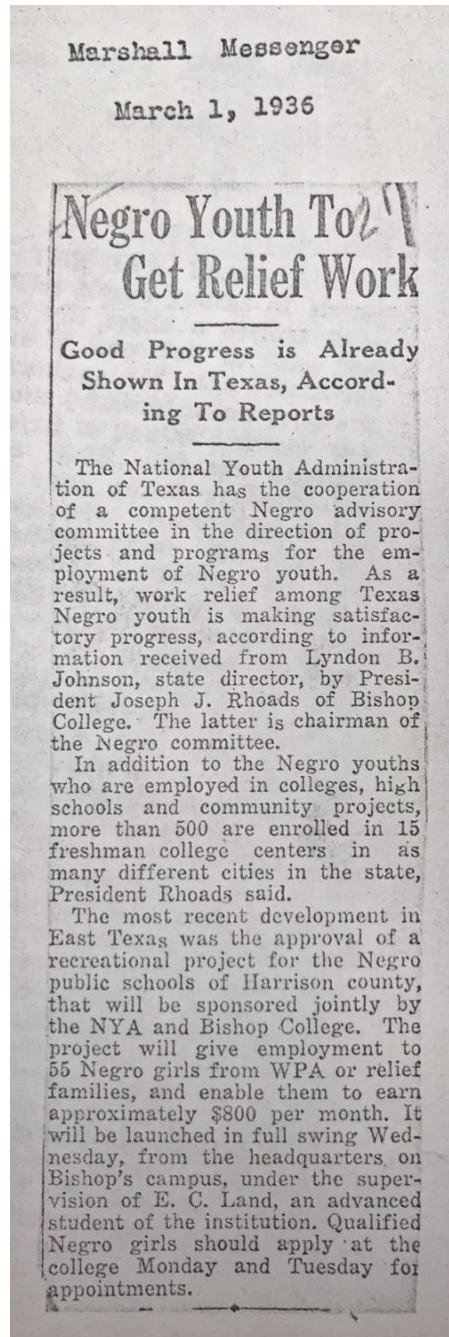 Marshall Messenger
March 1, 1936
Negro Youth To
Get Relief Work
Good Progress is Already
Shown In Texas, Accord-
ing To Reports
The National Youth Administra-
tion of Texas has the cooperation
of a competent Negro advisory
committee in the direction of pro-
jects and programs for the em-
ployment of Negro youth. As a
result, work relief among Texas
Negro youth is making satisfac-
tory progress, according to infor-
mation received from Lyndon B.
Johnson, state director, by Presi-
dent Joseph J. Rhoads of Bishop
College. The latter is chairman of
the Negro committee.
In addition to the Negro youths
who are employed in colleges, high
schools and community projects,
more than 500 are enrolled in 15
freshman college centers in as
many different cities in the state,
President Rhoads said.
The most recent development in
East Texas was the approval of a
recreational project for the Negro
public schools of Harrison county,
that will be sponsored jointly by
the NYA and Bishop College. The
project will give employment to
55 Negro girls from WPA or relief
families, and enable them to earn
approximately $800 per month. It
will be launched in full swing Wed-
nesday, from the headquarters on
Bishop's campus, under the super-
vision of E. C. Land, an advanced
student of the institution. Qualified
Negro girls should apply at the
college Monday and Tuesday for
appointments.